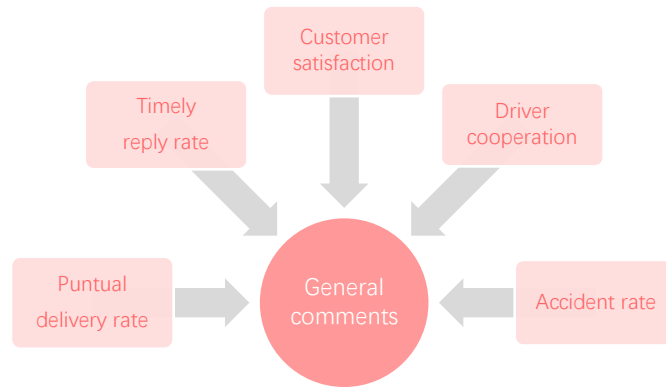 Customer
satisfaction
Timely
reply rate
Driver
cooperation
Puntual
delivery rate
General
comments
Accident rate